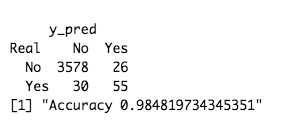 y_pred
Real No Yes
No 3578 26
Yes 30 55
[1] "Accuracy 0.984819734345351"